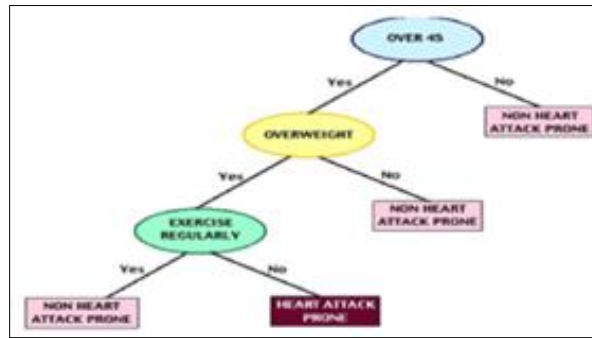 OVER 45
Yes
No
NON HEART
ATTACK PRONE
OVERWEIGHT
Yes
No
NON HEART
ATTACK PRONE
EXERCISE
REGULARLY
Yes
No
NON HEART
ATTACK PRONE
HEART ATTACK
PRONE